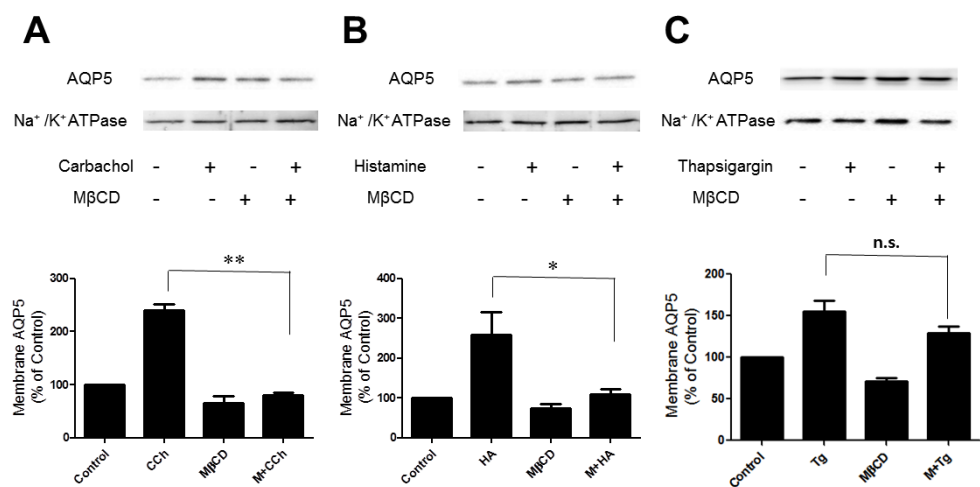 A
B
C
AQP5
Na⁺ /K⁺ATPase
Carbachol - + - +
MβCD - - + +
AQP5
Na⁺ /K⁺ATPase
Histamine - + - +
MβCD - - + +
AQP5
Na⁺ /K⁺ATPase
Thapsigargin - + - +
MβCD - - + +
**
Membrane AQP5
(% of Control)
300
200
100
0
Control CCh MβCD M+CCh
*
Membrane AQP5
(% of Control)
400
300
200
100
0
Control HA MβCD M+HA
n.s.
Membrane AQP5
(% of Control)
200
150
100
50
0
Control Tg MβCD M+Tg